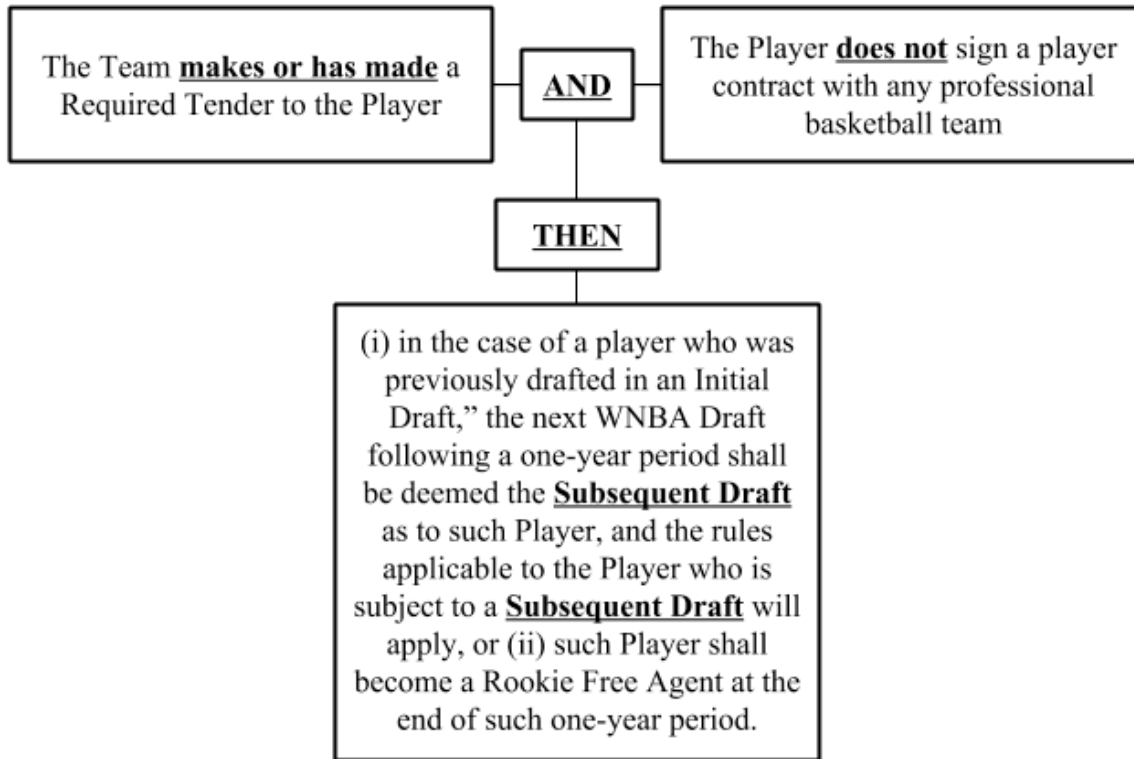 The Team makes or has made a
Required Tender to the Player
AND
The Player does not sign a player
contract with any professional
basketball team
THEN
(i) in the case of a player who was
previously drafted in an Initial
Draft,” the next WNBA Draft
following a one-year period shall
be deemed the Subsequent Draft
as to such Player, and the rules
applicable to the Player who is
subject to a Subsequent Draft will
apply, or (ii) such Player shall
become a Rookie Free Agent at the
end of such one-year period.